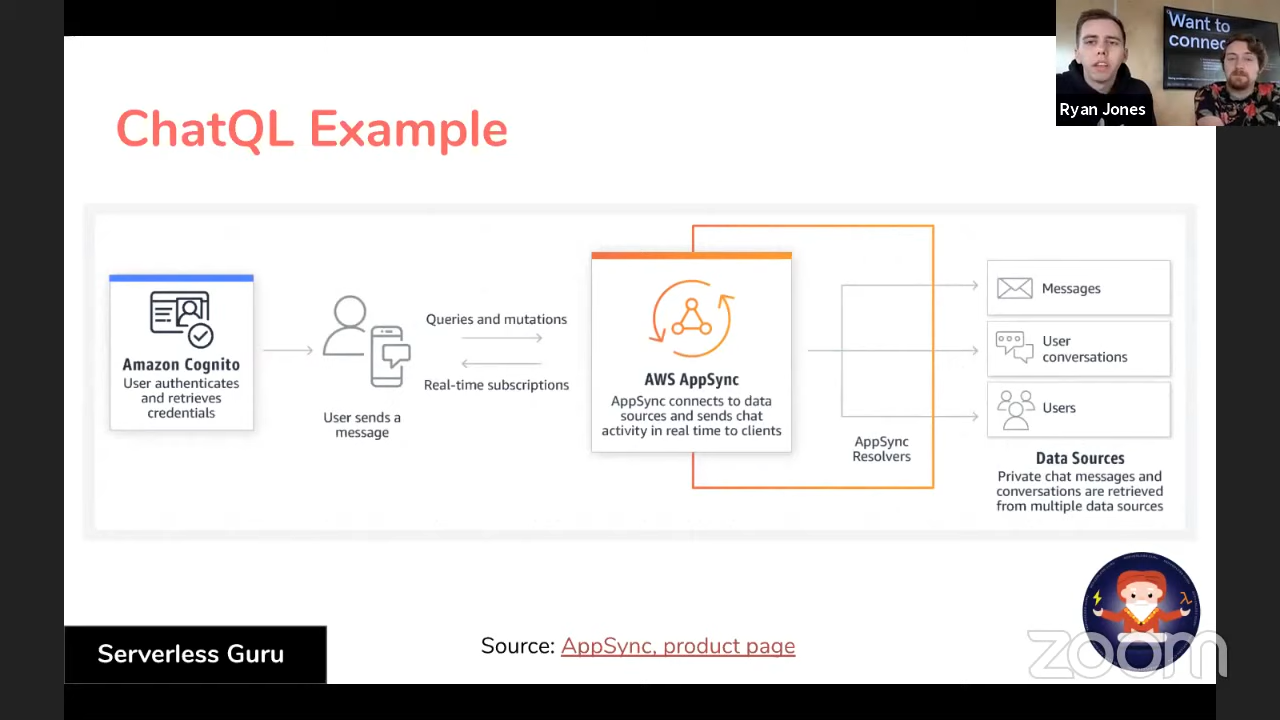 Want to
connec
Ryan Jones
ChatQL Example
Amazon Cognito
User authenticates
and retrieves
credentials
User sends a
message
Queries and mutations
Real-time subscriptions
AWS AppSync
AppSync connects to data
sources and sends chat
activity in real time to clients
AppSync
Resolvers
Messages
User
conversations
Users
Data Sources
Private chat messages and
conversations are retrieved
from multiple data sources
Serverless Guru
Source: AppSync, product page
λ
zoom